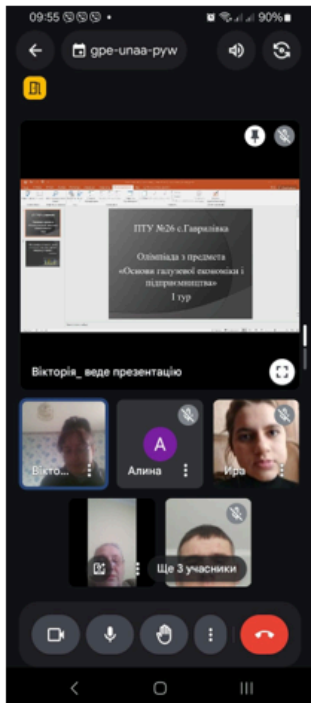 09:55
90%
gpe-unaa-pyw
ПТУ №26 с.Гаврилівка
Олімпіада з предмета
«Основи галузевої економіки і
підприємництва»
І тур
Вікторія_ веде презентацію
Вікто...
А
Алина
Ира
Ще 3 учасники